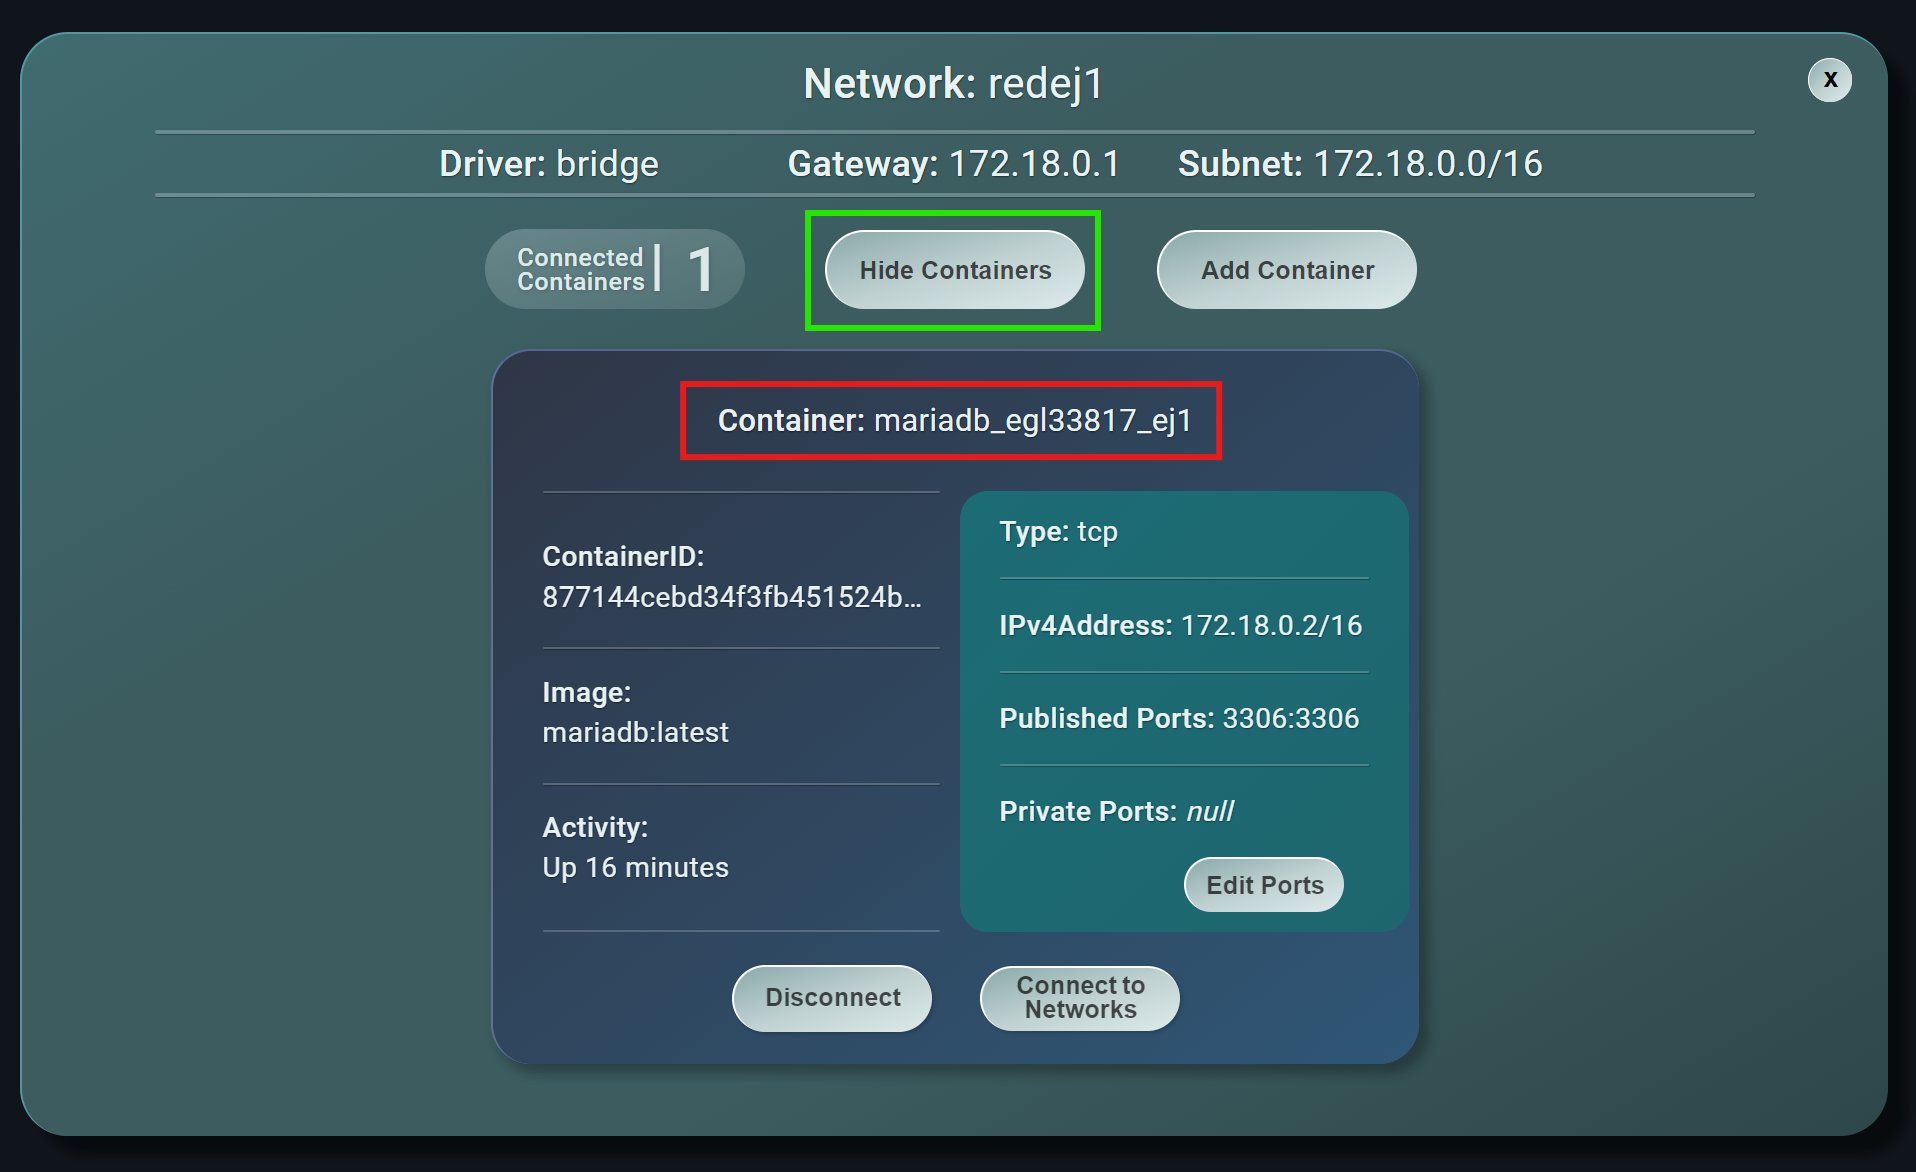 Network: redej1
X
Driver: bridge
Gateway: 172.18.0.1
Subnet: 172.18.0.0/16
Connected
Containers
1
Hide Containers
Add Container
Container: mariadb_egl33817_ej1
ContainerID:
877144cebd34f3fb451524b...
Image:
mariadb:latest
Activity:
Up 16 minutes
Type: tcp
IPv4Address: 172.18.0.2/16
Published Ports: 3306:3306
Private Ports: null
Edit Ports
Disconnect
Connect to
Networks